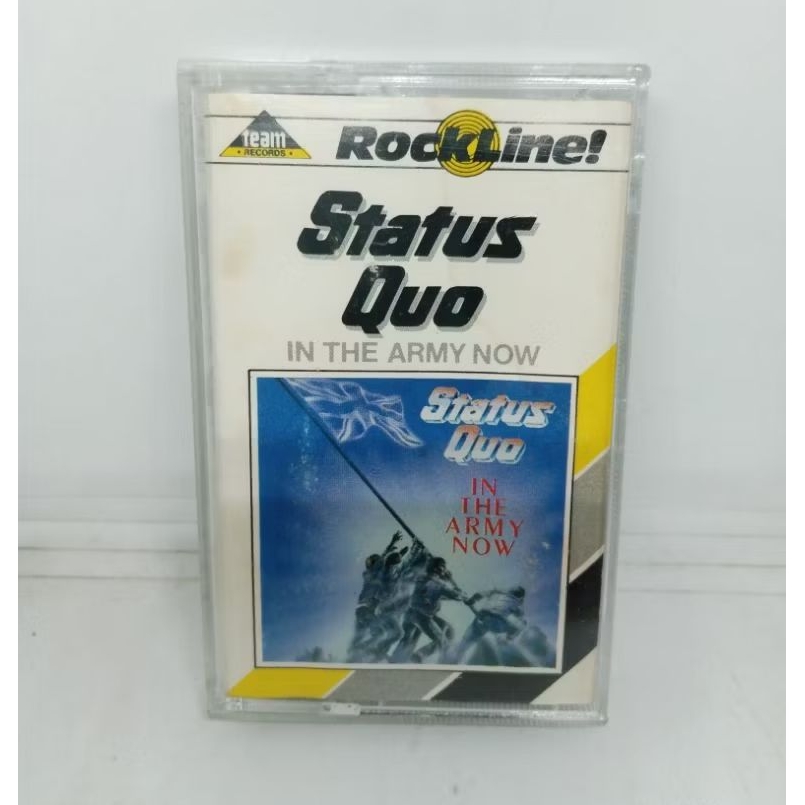 team
RECORDS
RockLine!
Status
Quo
IN THE ARMY NOW
Status
Quo
IN
THE
ARMY
NOW